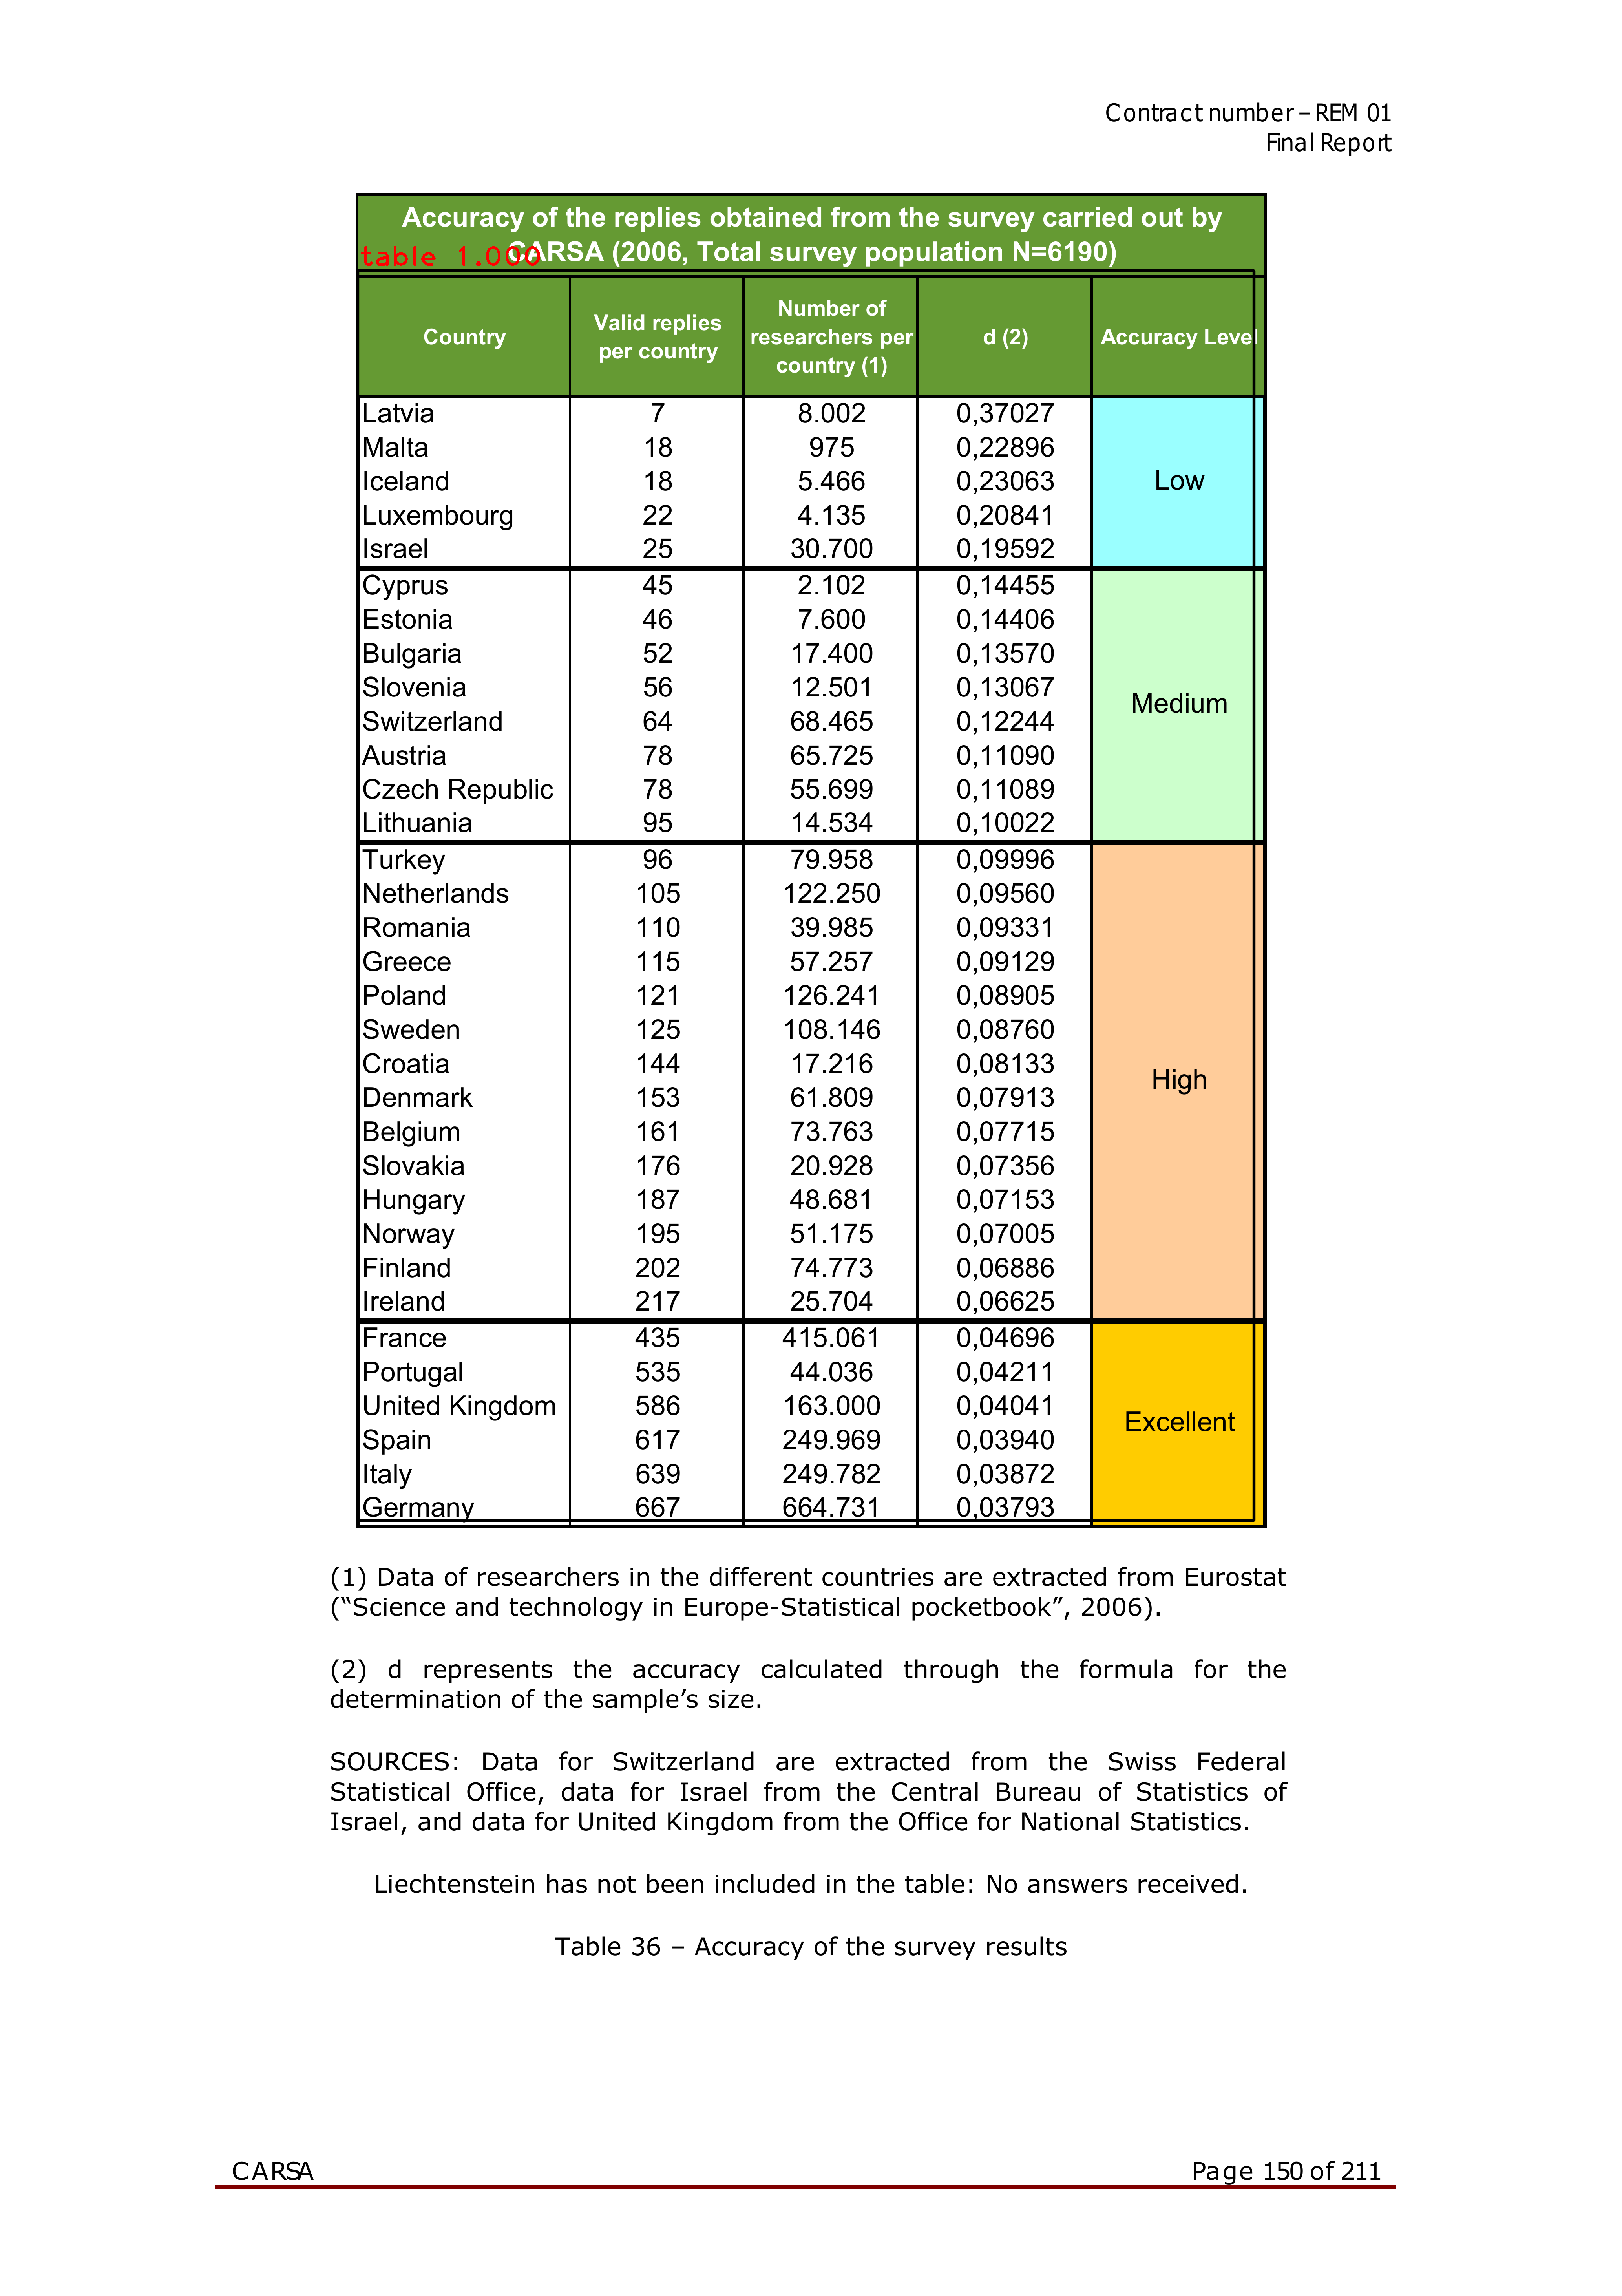 Contract number – REM 01
Final Report
Accuracy of the replies obtained from the survey carried out by
CARSA (2006, Total survey population N=6190)
table 1.000
Country Valid replies per country Number of researchers per country (1) d (2) Accuracy Level
Latvia 7 8.002 0,37027
Malta 18 975 0,22896
Iceland 18 5.466 0,23063 Low
Luxembourg 22 4.135 0,20841
Israel 25 30.700 0,19592
Cyprus 45 2.102 0,14455
Estonia 46 7.600 0,14406
Bulgaria 52 17.400 0,13570
Slovenia 56 12.501 0,13067 Medium
Switzerland 64 68.465 0,12244
Austria 78 65.725 0,11090
Czech Republic 78 55.699 0,11089
Lithuania 95 14.534 0,10022
Turkey 96 79.958 0,09996
Netherlands 105 122.250 0,09560
Romania 110 39.985 0,09331
Greece 115 57.257 0,09129
Poland 121 126.241 0,08905
Sweden 125 108.146 0,08760
Croatia 144 17.216 0,08133 High
Denmark 153 61.809 0,07913
Belgium 161 73.763 0,07715
Slovakia 176 20.928 0,07356
Hungary 187 48.681 0,07153
Norway 195 51.175 0,07005
Finland 202 74.773 0,06886
Ireland 217 25.704 0,06625
France 435 415.061 0,04696
Portugal 535 44.036 0,04211
United Kingdom 586 163.000 0,04041 Excellent
Spain 617 249.969 0,03940
Italy 639 249.782 0,03872
Germany 667 664.731 0,03793
(1) Data of researchers in the different countries are extracted from Eurostat
(“Science and technology in Europe-Statistical pocketbook”, 2006).
(2) d represents the accuracy calculated through the formula for the
determination of the sample’s size.
SOURCES: Data for Switzerland are extracted from the Swiss Federal
Statistical Office, data for Israel from the Central Bureau of Statistics of
Israel, and data for United Kingdom from the Office for National Statistics.
Liechtenstein has not been included in the table: No answers received.
Table 36 – Accuracy of the survey results
CARSA Page 150 of 211